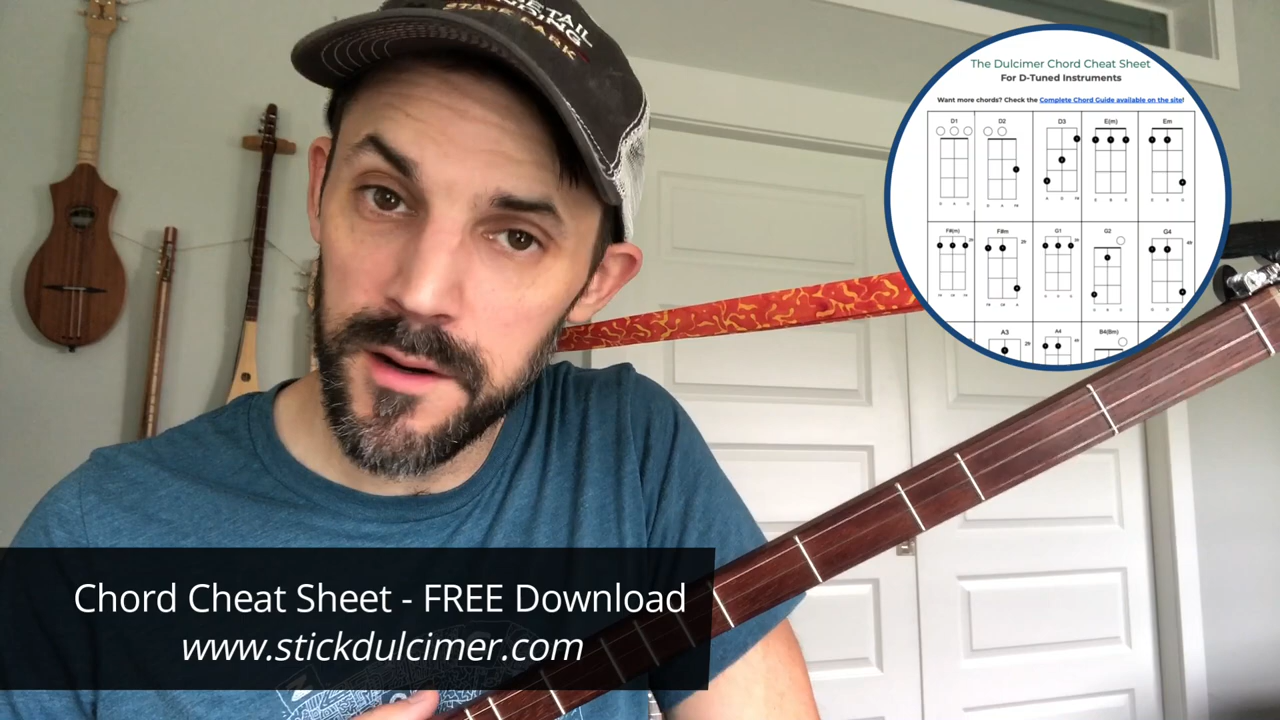 STATE PARK
The Dulcimer Chord Cheat Sheet
For D-Tuned Instruments
Want more chords? Check the Complete Chord Guide available on the site!
D1 D2 D3 E(m) Em
F#(m) F#m G1 G2 G4
A3 A4 B4(Bm)
Chord Cheat Sheet - FREE Download
www.stickdulcimer.com